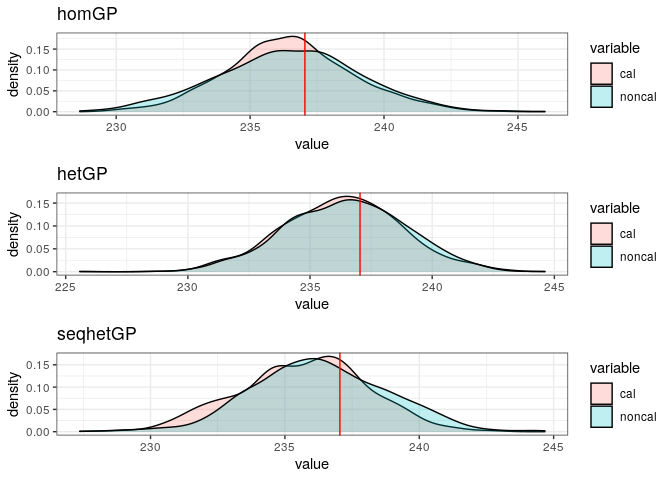 homGP
density
0.15
0.10
0.05
0.00
230
235
240
245
value
variable
cal
noncal
hetGP
density
0.15
0.10
0.05
0.00
225
230
235
240
245
value
variable
cal
noncal
seqhetGP
density
0.15
0.10
0.05
0.00
230
235
240
245
value
variable
cal
noncal